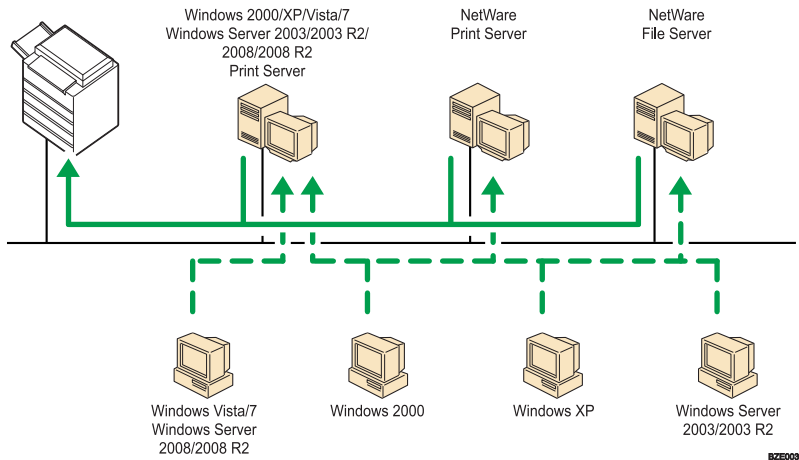 Windows 2000/XP/Vista/7
Windows Server 2003/2003 R2/
2008/2008 R2
Print Server
NetWare
Print Server
NetWare
File Server
Windows Vista/7
Windows Server
2008/2008 R2
Windows 2000
Windows XP
Windows Server
2003/2003 R2
BZE003